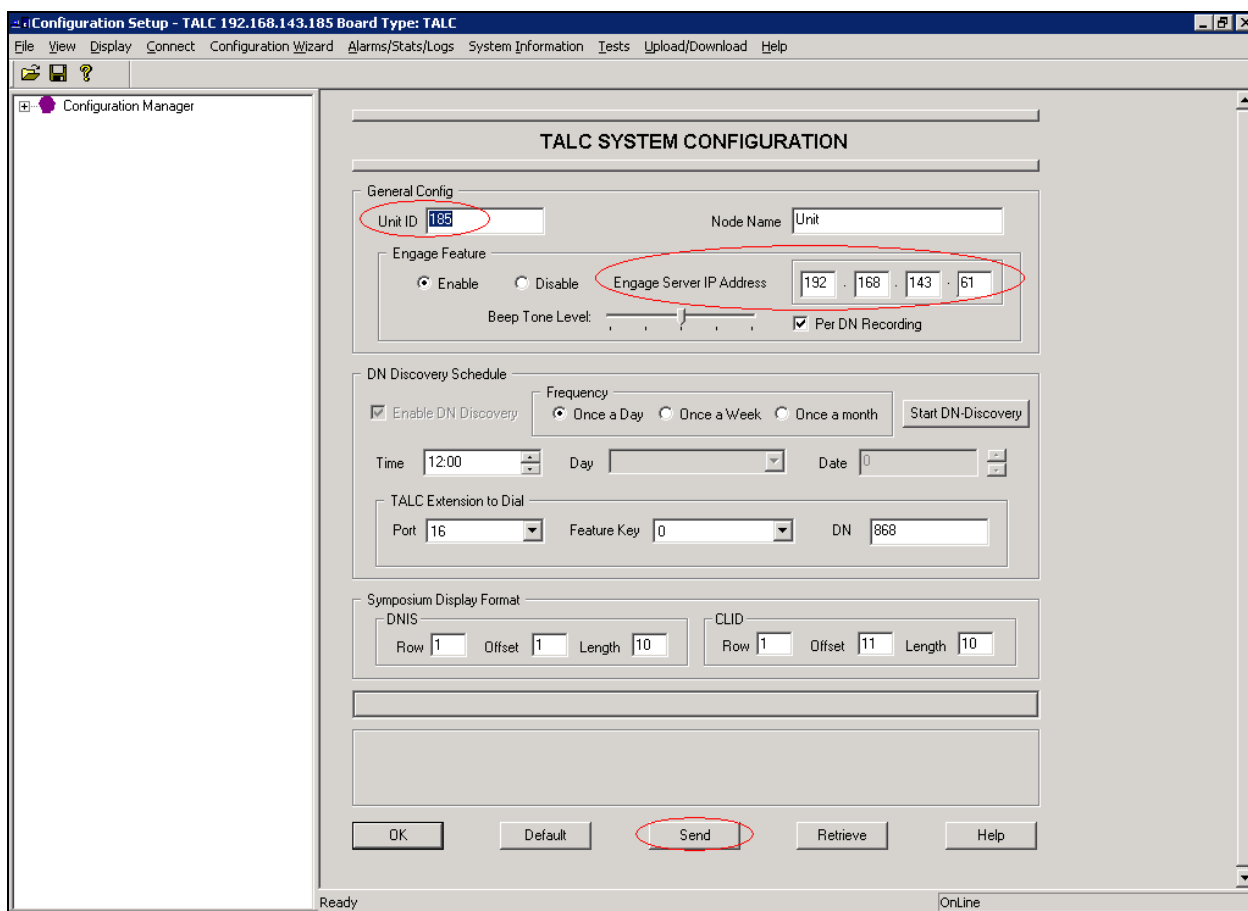 Configuration Setup - TALC 192.168.143.185 Board Type: TALC
File View Display Connect Configuration Wizard Alarms/Stats/Logs System Information Tests Upload/Download Help
Configuration Manager
TALC SYSTEM CONFIGURATION
General Config
Unit ID 185 Node Name Unit
Engage Feature
Enable Disable Engage Server IP Address 192 . 168 . 143 . 61
Beep Tone Level: Per DN Recording
DN Discovery Schedule
Frequency
Enable DN Discovery Once a Day Once a Week Once a month Start DN-Discovery
Time 12:00 Day Date 0
TALC Extension to Dial
Port 16 Feature Key 0 DN 868
Symposium Display Format
DNIS CLID
Row 1 Offset 1 Length 10 Row 1 Offset 11 Length 10
OK Default Send Retrieve Help
Ready OnLine